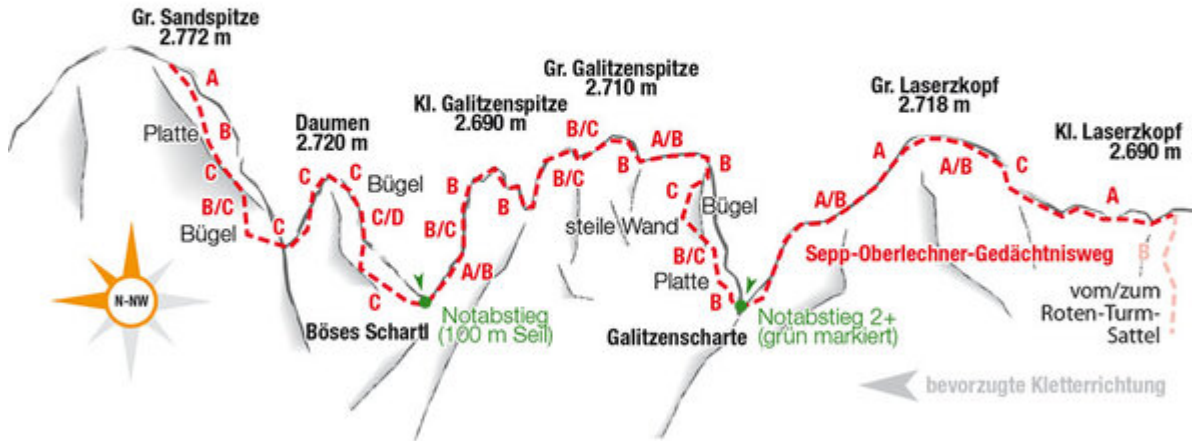 Gr. Sandspitze
2.772 m
A
B
Platte
C
B/C
Bügel
C
Daumen
2.720 m
C
C
Bügel
C/D
C
Böses Schartl
Notabstieg
(100 m Seil)
Kl. Galitzenspitze
2.690 m
B
B
B/C
A/B
Gr. Galitzenspitze
2.710 m
B/C
B/C
B
A/B
B
C
Bügel
steile Wand
B/C
Platte
B
Galitzenscharte
Notabstieg 2+
(grün markiert)
Gr. Laserzkopf
2.718 m
A
A/B
A/B
C
Sepp-Oberlechner-Gedächtnisweg
Kl. Laserzkopf
2.690 m
A
B
vom/zum
Roten-Turm-
Sattel
N-NW
bevorzugte Kletterrichtung